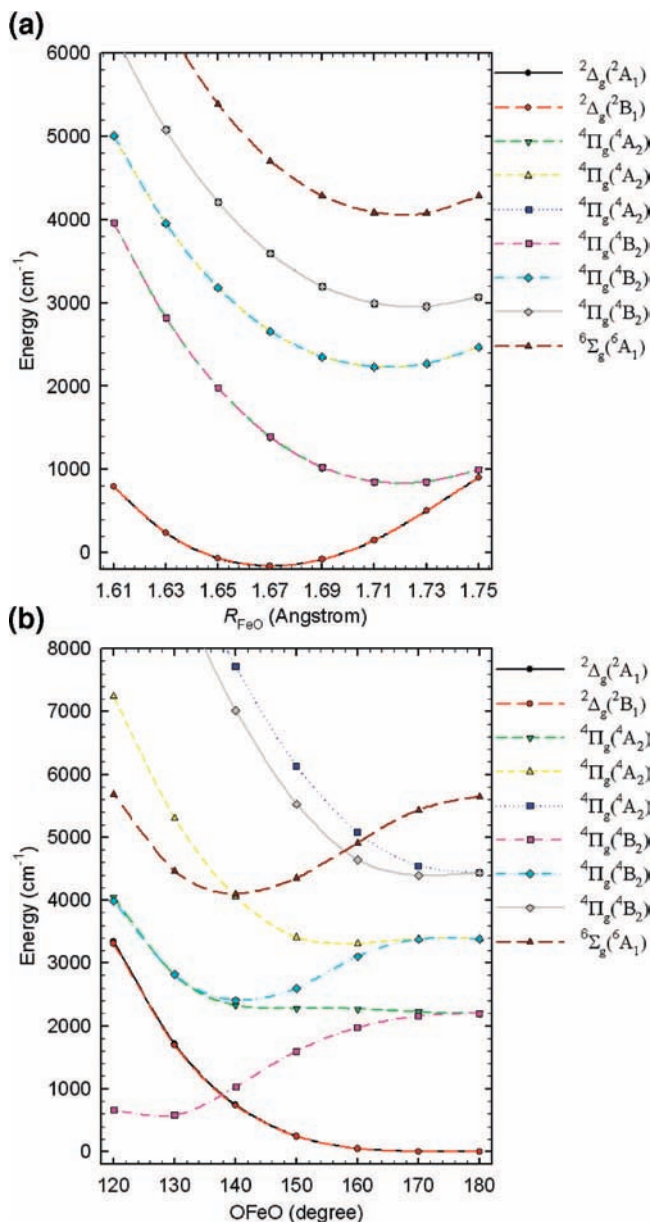 (a)
6000
5000
4000
3000
2000
1000
0
Energy (cm⁻¹)
1.61 1.63 1.65 1.67 1.69 1.71 1.73 1.75
R_FeO (Angstrom)
²Δg(²A₁)
²Δg(²B₁)
⁴Πg(⁴A₂)
⁴Πg(⁴A₂)
⁴Πg(⁴A₂)
⁴Πg(⁴B₂)
⁴Πg(⁴B₂)
⁴Πg(⁴B₂)
⁶Σg(⁶A₁)
(b)
8000
7000
6000
5000
4000
3000
2000
1000
0
Energy (cm⁻¹)
120 130 140 150 160 170 180
OFeO (degree)
²Δg(²A₁)
²Δg(²B₁)
⁴Πg(⁴A₂)
⁴Πg(⁴A₂)
⁴Πg(⁴A₂)
⁴Πg(⁴B₂)
⁴Πg(⁴B₂)
⁴Πg(⁴B₂)
⁶Σg(⁶A₁)